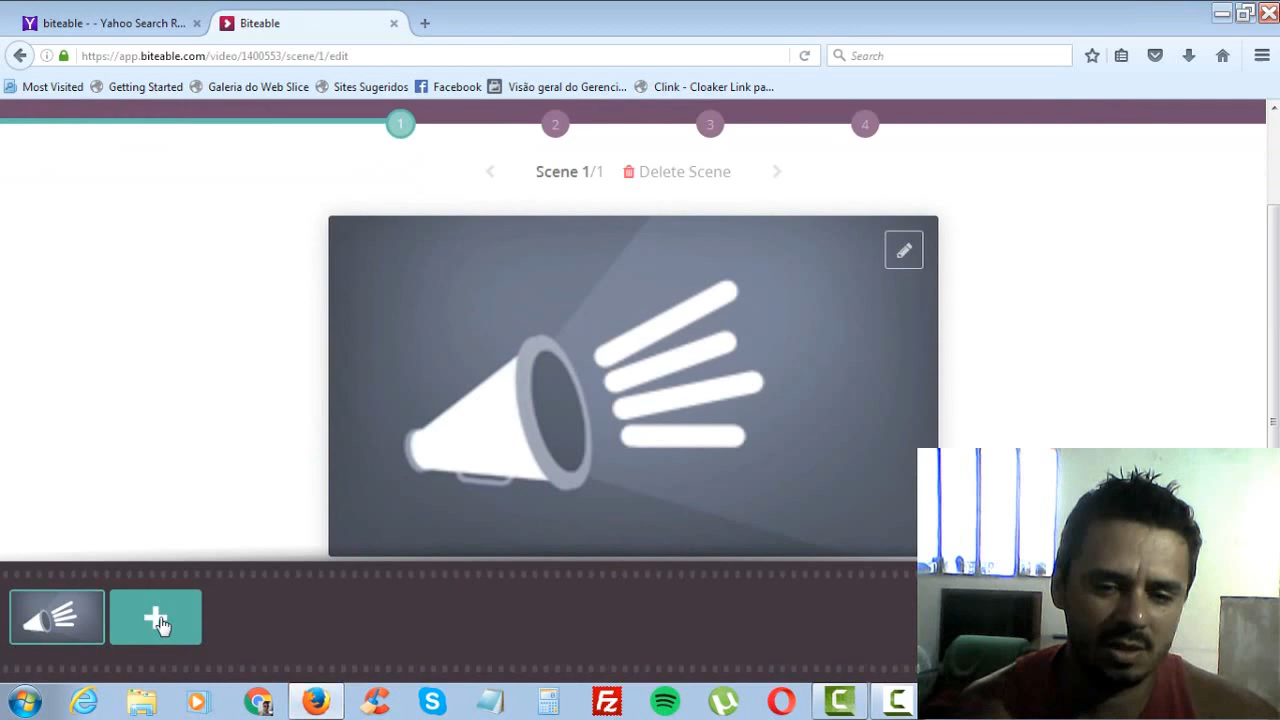 biteable - - Yahoo Search R...
Biteable
https://app.biteable.com/video/1400553/scene/1/edit
Search
Most Visited
Getting Started
Galeria do Web Slice
Sites Sugeridos
Facebook
Visão geral do Gerenci...
Clink - Cloaker Link pa...
1
2
3
4
Scene 1/1
Delete Scene